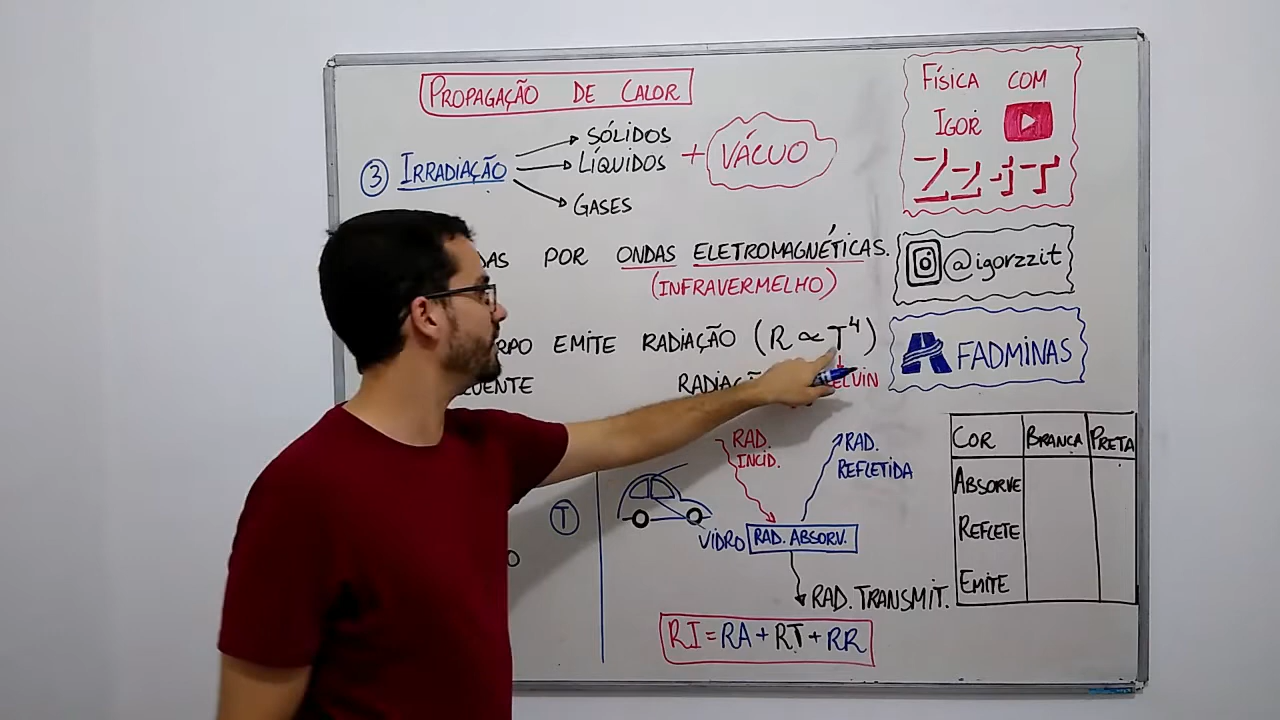 PROPAGAÇÃO DE CALOR
③ IRRADIAÇÃO
SÓLIDOS
LÍQUIDOS
GASES
+ VÁCUO
POR ONDAS ELETROMAGNÉTICAS.
(INFRAVERMELHO)
EMITE RADIAÇÃO (R ∝ T⁴)
RAD. INCID.
RAD. REFLETIDA
T
VIDRO
RAD. ABSORV.
RAD. TRANSMIT.
RI = RA + RT + RR
FÍSICA COM
IGOR
@igorzzit
FADMINAS
COR BRANCA PRETA
ABSORVE
REFLETE
EMITE